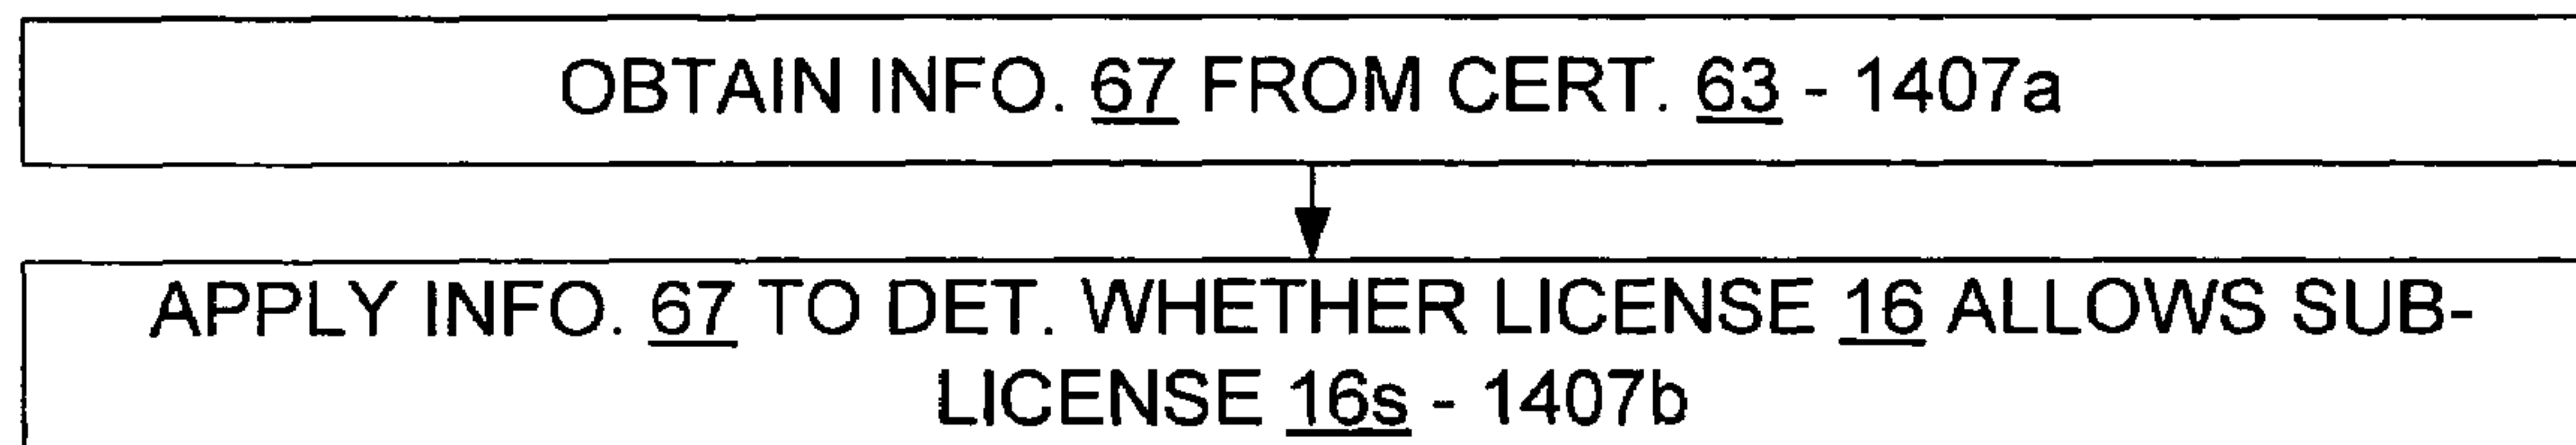 OBTAIN INFO. 67 FROM CERT. 63 - 1407a
APPLY INFO. 67 TO DET. WHETHER LICENSE 16 ALLOWS SUB-
LICENSE 16s - 1407b